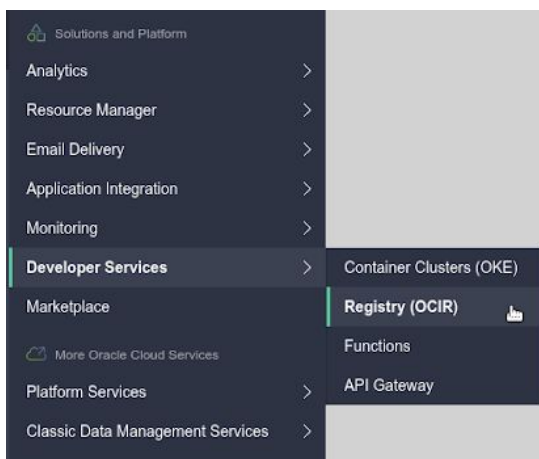 Solutions and Platform
Analytics
Resource Manager
Email Delivery
Application Integration
Monitoring
Developer Services
Marketplace
More Oracle Cloud Services
Platform Services
Classic Data Management Services
Container Clusters (OKE)
Registry (OCIR)
Functions
API Gateway